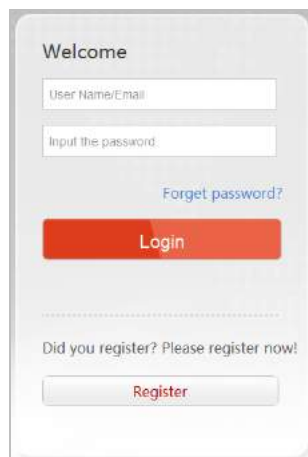 Welcome
User Name/Email
Input the password
Forget password?
Login
Did you register? Please register now!
Register